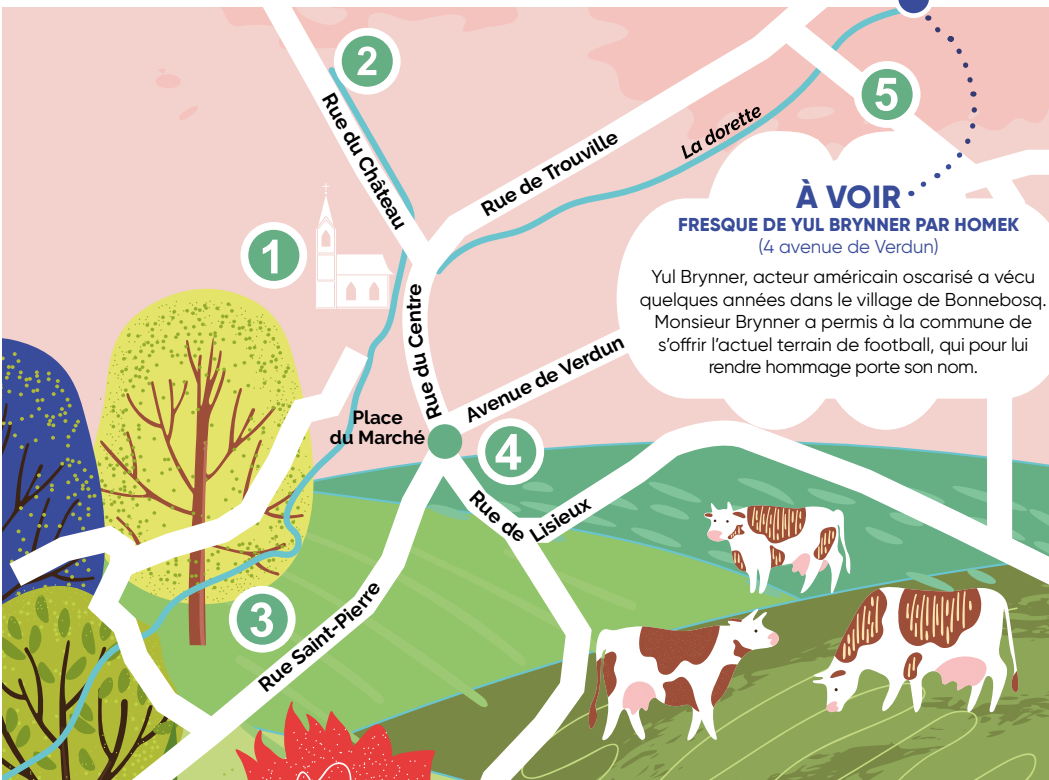 2
5
Rue du Château
Rue de Trouville
La dorette
1
À VOIR
FRESQUE DE YUL BRYNNER PAR HOMEK
(4 avenue de Verdun)
Yul Brynner, acteur américain oscarisé a vécu
quelques années dans le village de Bonnebosq.
Monsieur Brynner a permis à la commune de
s'offrir l'actuel terrain de football, qui pour lui
rendre hommage porte son nom.
Rue du Centre
Avenue de Verdun
Place
du Marché
4
Rue de Lisieux
3
Rue Saint-Pierre